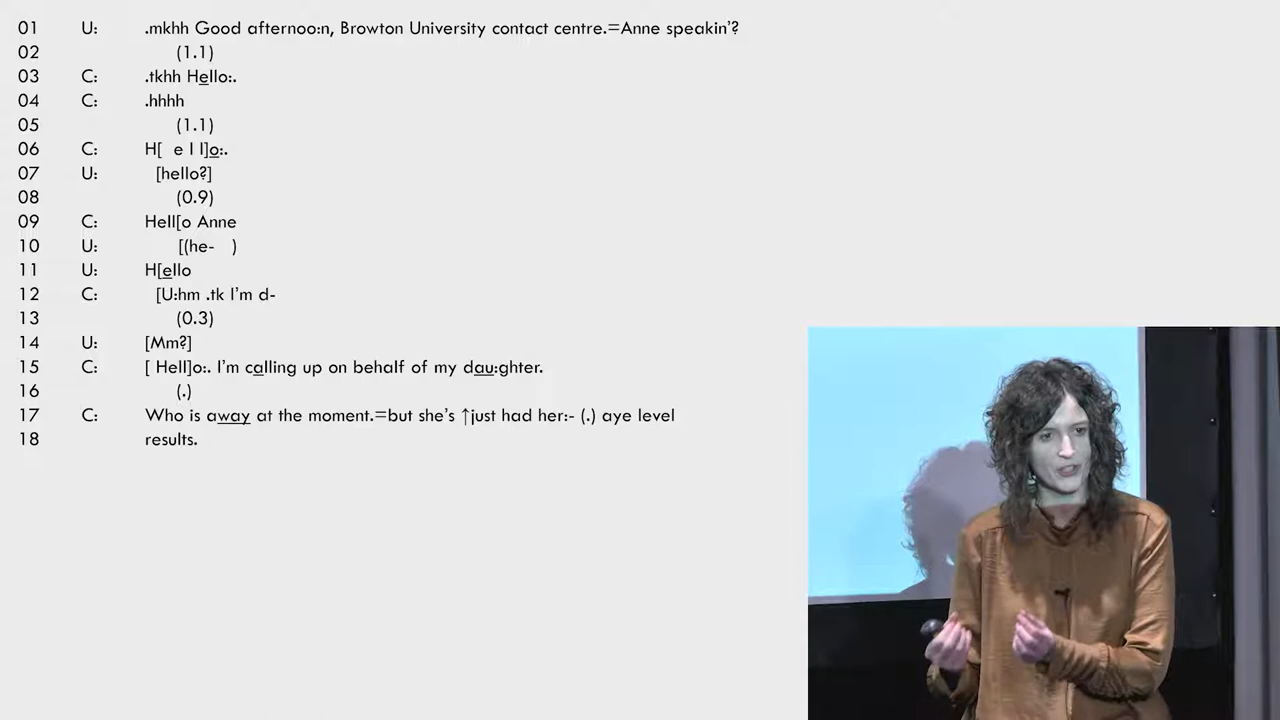 01 U: .mkhh Good afternoo:n, Browton University contact centre.=Anne speakin’?
02 (1.1)
03 C: .tkhh Hello:.
04 C: .hhhh
05 (1.1)
06 C: H[ e l l]o:.
07 U: [hello?]
08 (0.9)
09 C: Hell[o Anne
10 U: [(he- )
11 U: H[ello
12 C: [U:hm .tk I’m d-
13 (0.3)
14 U: [Mm?]
15 C: [ Hell]o:. I’m calling up on behalf of my dau:ghter.
16 (.)
17 C: Who is away at the moment.=but she’s ↑just had her:- (.) aye level
18 results.